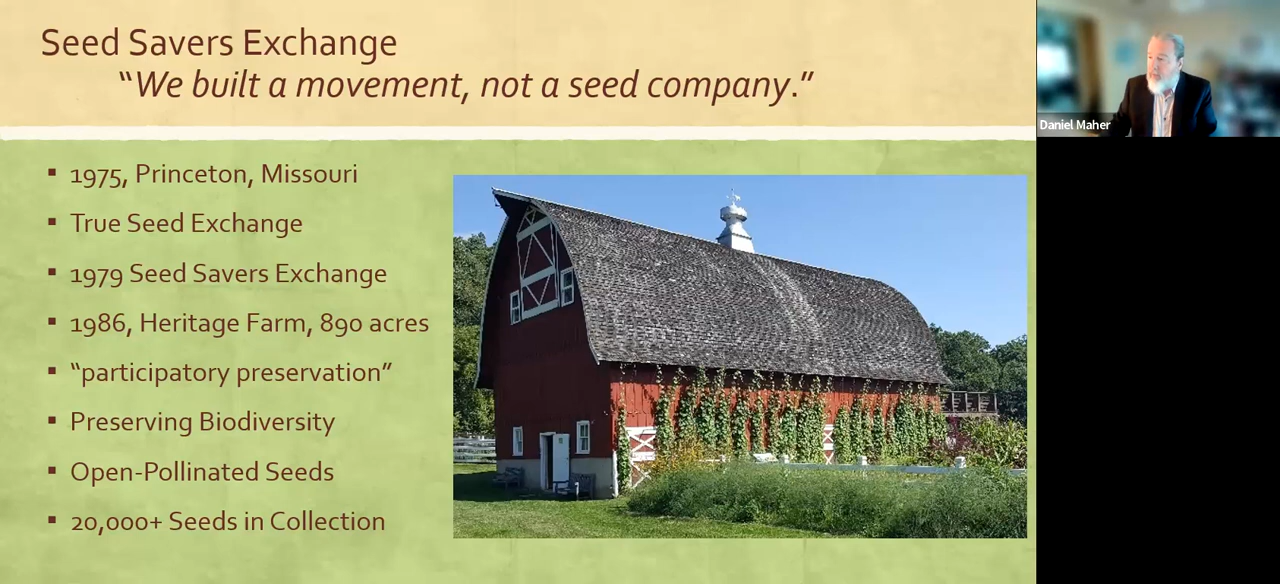 Seed Savers Exchange
“We built a movement, not a seed company.”
Daniel Maher
▪ 1975, Princeton, Missouri
▪ True Seed Exchange
▪ 1979 Seed Savers Exchange
▪ 1986, Heritage Farm, 890 acres
▪ “participatory preservation”
▪ Preserving Biodiversity
▪ Open-Pollinated Seeds
▪ 20,000+ Seeds in Collection